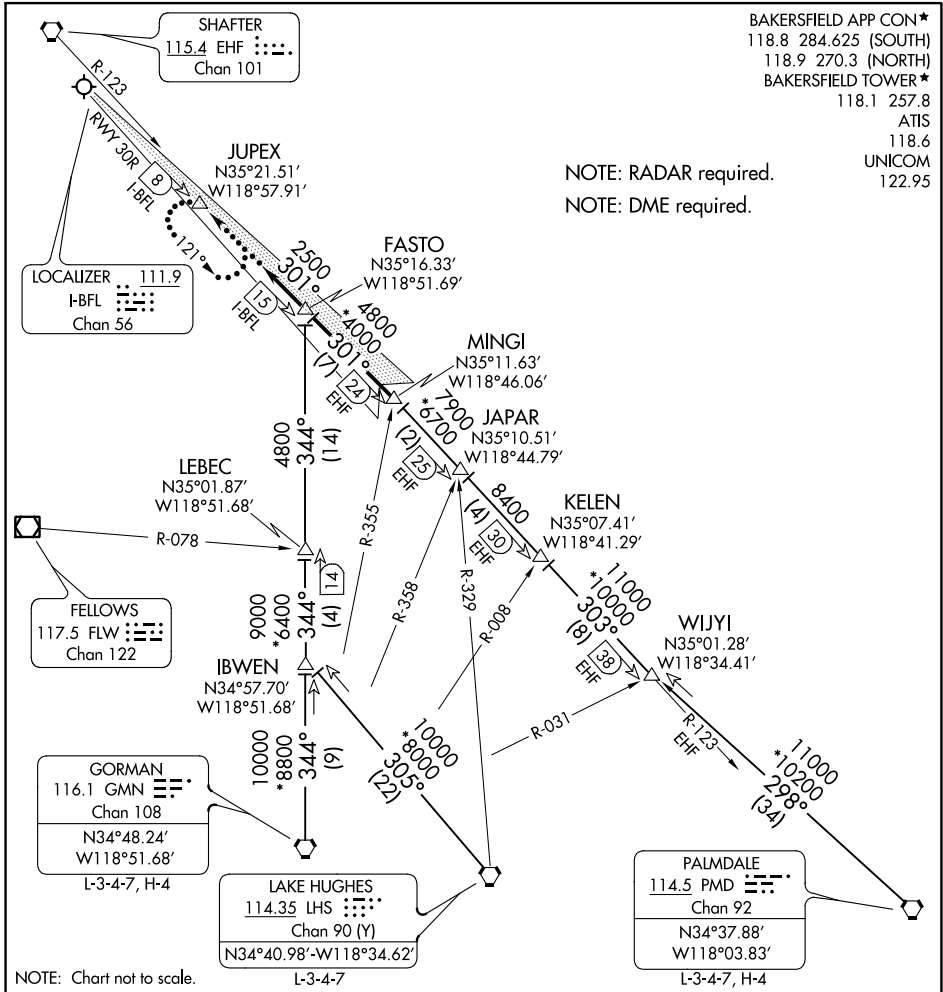 SHAFTER
115.4 EHF
Chan 101
BAKERSFIELD APP CON★
118.8 284.625 (SOUTH)
118.9 270.3 (NORTH)
BAKERSFIELD TOWER★
118.1 257.8
ATIS
118.6
UNICOM
122.95
NOTE: RADAR required.
NOTE: DME required.
R-123
RWY 30R
8
I-BFL
JUPEX
N35°21.51'
W118°57.91'
121°
LOCALIZER 111.9
I-BFL
Chan 56
2500
301°
15
I-BFL
FASTO
N35°16.33'
W118°51.69'
4800
*4000
301°
(7)
24
EHF
MINGI
N35°11.63'
W118°46.06'
7900
*6700
(2)
25
EHF
JAPAR
N35°10.51'
W118°44.79'
8400
(4)
30
EHF
KELEN
N35°07.41'
W118°41.29'
11000
*10000
303°
(8)
38
EHF
WIJYI
N35°01.28'
W118°34.41'
R-123
EHF
11000
*10200
298°
(34)
4800
344°
(14)
LEBEC
N35°01.87'
W118°51.68'
R-078
14
FELLOWS
117.5 FLW
Chan 122
9000
*6400
344°
(4)
R-355
R-358
R-329
R-008
R-031
IBWEN
N34°57.70'
W118°51.68'
10000
*8800
344°
(9)
10000
*8000
305°
(22)
GORMAN
116.1 GMN
Chan 108
N34°48.24'
W118°51.68'
L-3-4-7, H-4
LAKE HUGHES
114.35 LHS
Chan 90 (Y)
N34°40.98'-W118°34.62'
L-3-4-7
PALMDALE
114.5 PMD
Chan 92
N34°37.88'
W118°03.83'
L-3-4-7, H-4
NOTE: Chart not to scale.